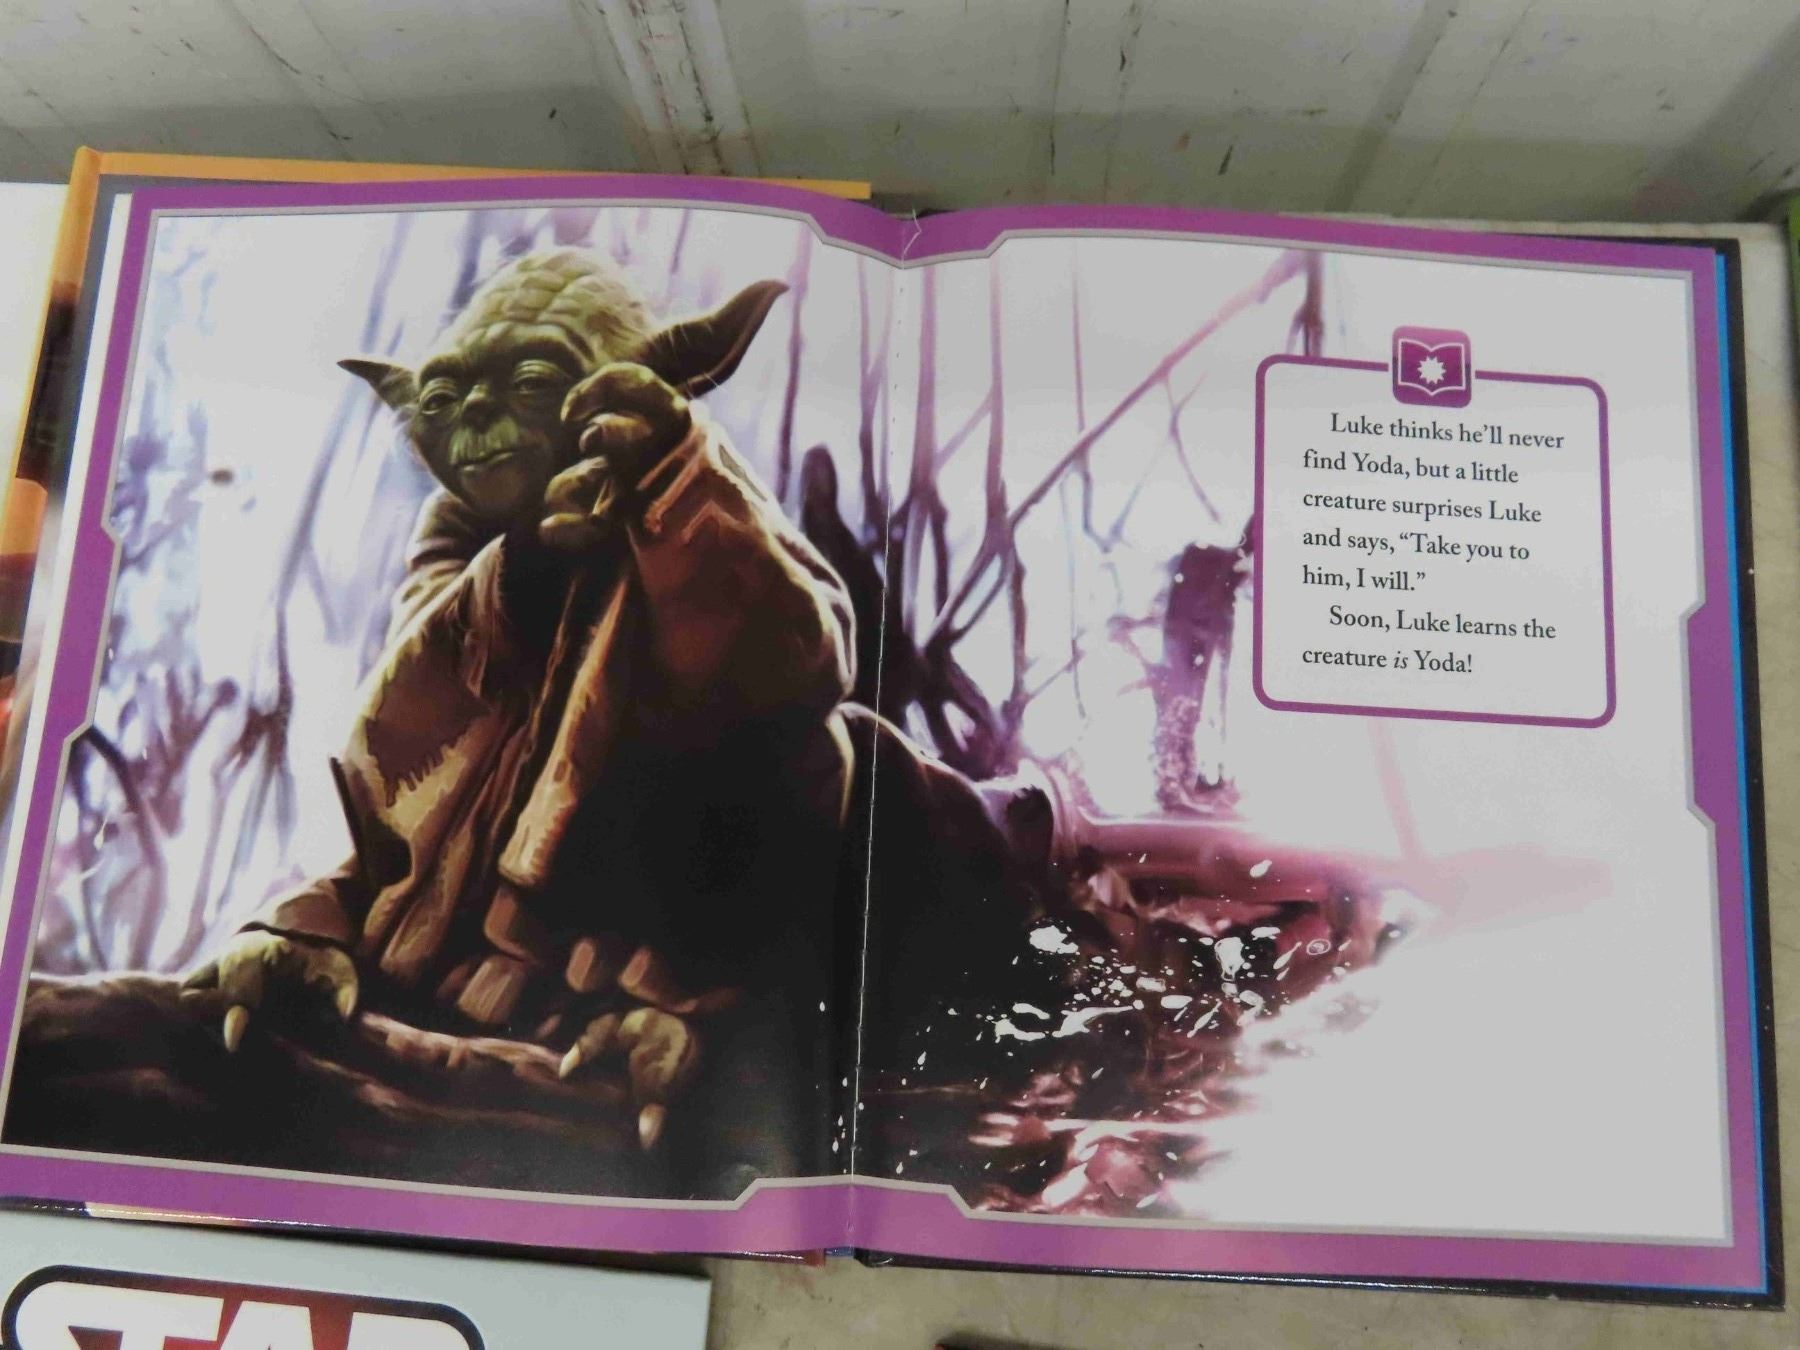 Luke thinks he'll never
find Yoda, but a little
creature surprises Luke
and says, “Take you to
him, I will.”
Soon, Luke learns the
creature is Yoda!
STAR